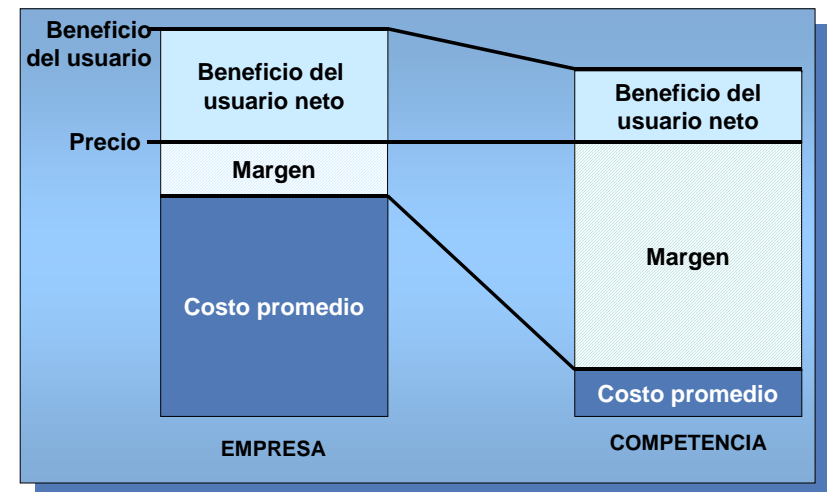 Beneficio
del usuario
Beneficio del
usuario neto
Beneficio del
usuario neto
Precio
Margen
Margen
Costo promedio
Costo promedio
EMPRESA
COMPETENCIA